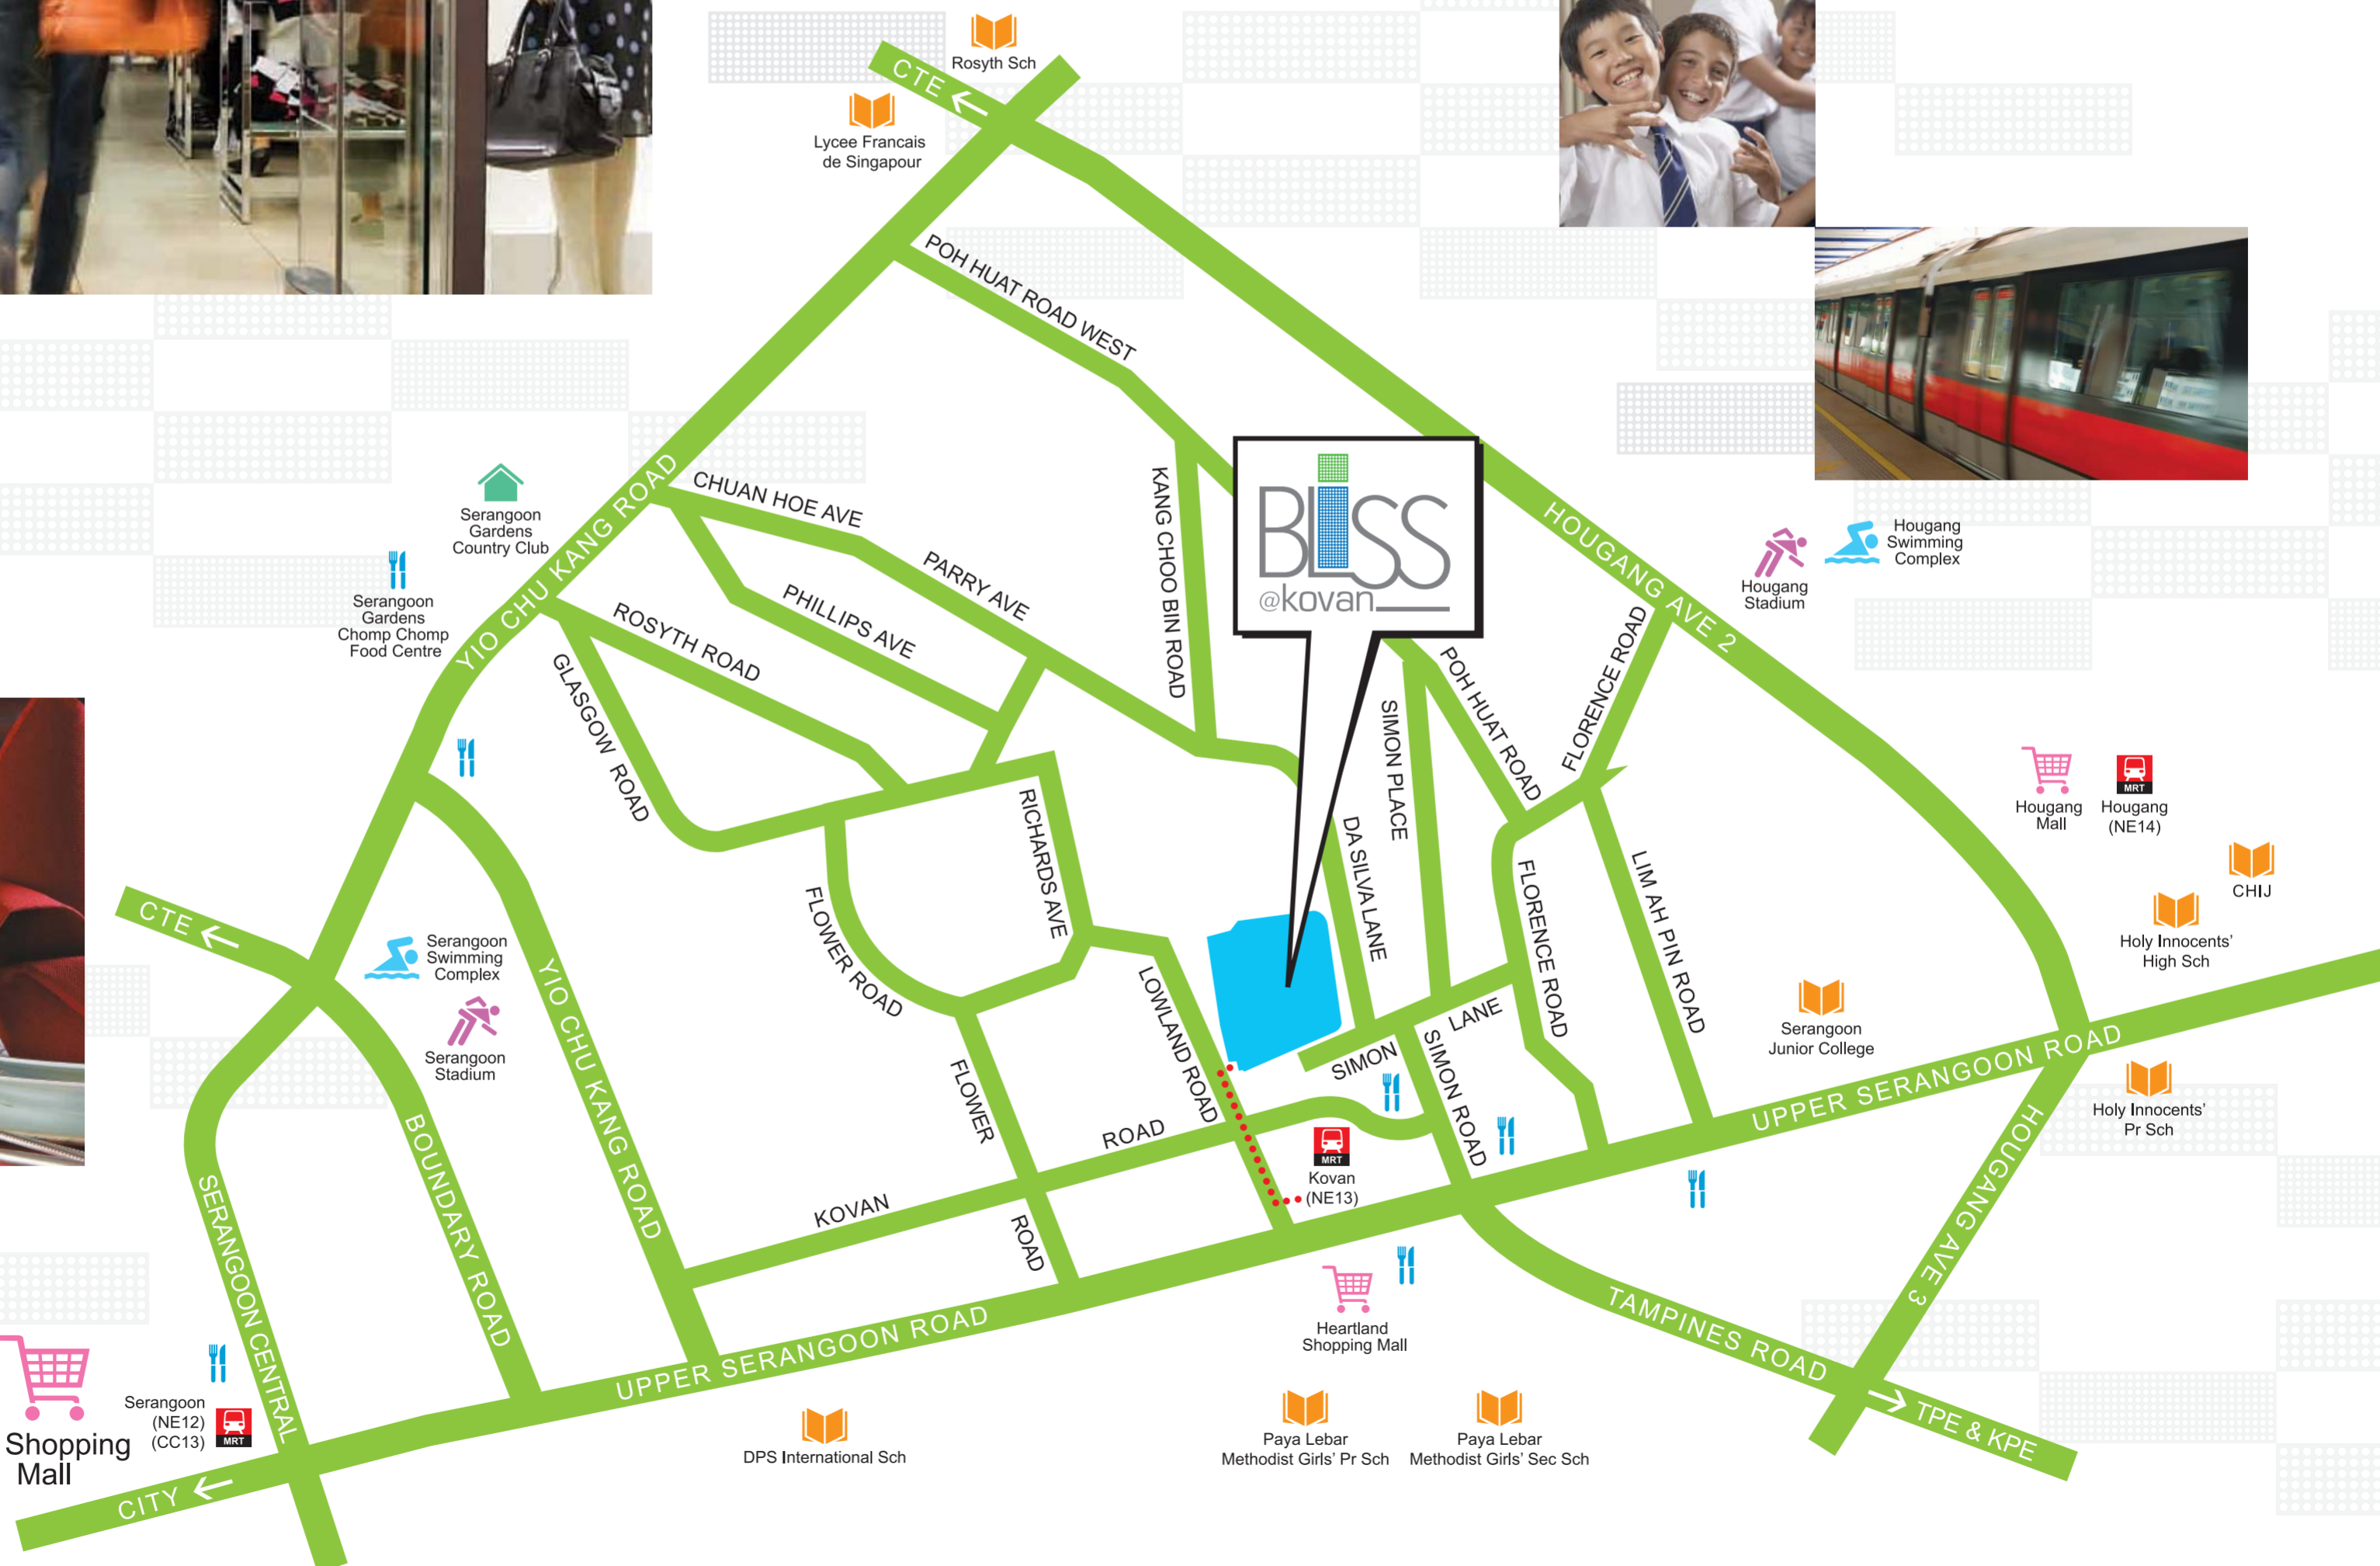 Rosyth Sch
CTE
Lycee Francais
de Singapour
POH HUAT ROAD WEST
BLiSS
@kovan
Serangoon
Gardens
Country Club
YIO CHU KANG ROAD
CHUAN HOE AVE
PARRY AVE
KANG CHOO BIN ROAD
HOUGANG AVE 2
Hougang
Swimming
Complex
Hougang
Stadium
Serangoon
Gardens
Chomp Chomp
Food Centre
ROSYTH ROAD
PHILLIPS AVE
GLASGOW ROAD
SIMON PLACE
POH HUAT ROAD
FLORENCE ROAD
RICHARDS AVE
DA SILVA LANE
Hougang
Mall
MRT
Hougang
(NE14)
CHIJ
Holy Innocents'
High Sch
FLOWER ROAD
FLORENCE ROAD
LIM AH PIN ROAD
CTE
Serangoon
Swimming
Complex
Serangoon
Stadium
YIO CHU KANG ROAD
LOWLAND ROAD
SIMON LANE
SIMON ROAD
Serangoon
Junior College
UPPER SERANGOON ROAD
Holy Innocents'
Pr Sch
BOUNDARY ROAD
FLOWER ROAD
KOVAN ROAD
MRT
Kovan
(NE13)
HOUGANG AVE 3
SERANGOON CENTRAL
UPPER SERANGOON ROAD
Heartland
Shopping Mall
TAMPINES ROAD
TPE & KPE
Serangoon
(NE12)
(CC13)
MRT
Shopping
Mall
CITY
DPS International Sch
Paya Lebar
Methodist Girls' Pr Sch
Paya Lebar
Methodist Girls' Sec Sch